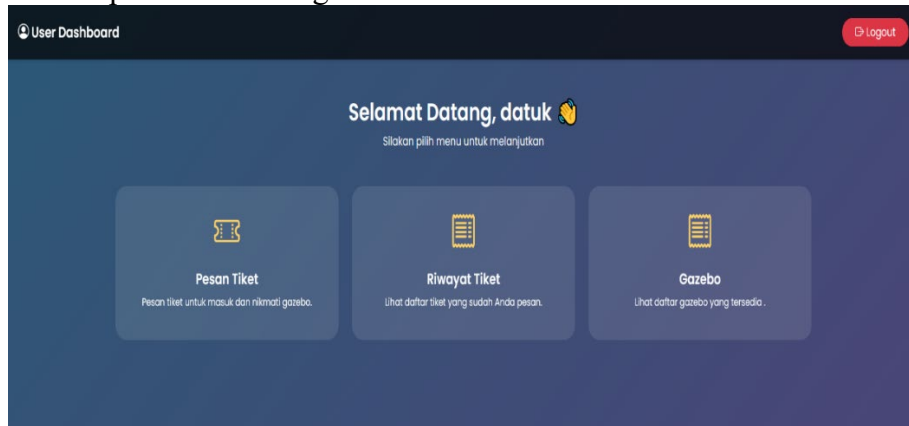 User Dashboard
Logout
Selamat Datang, datuk 👋
Silakan pilih menu untuk melanjutkan
Pesan Tiket
Pesan tiket untuk masuk dan nikmati gazebo.
Riwayat Tiket
Lihat daftar tiket yang sudah Anda pesan.
Gazebo
Lihat daftar gazebo yang tersedia .